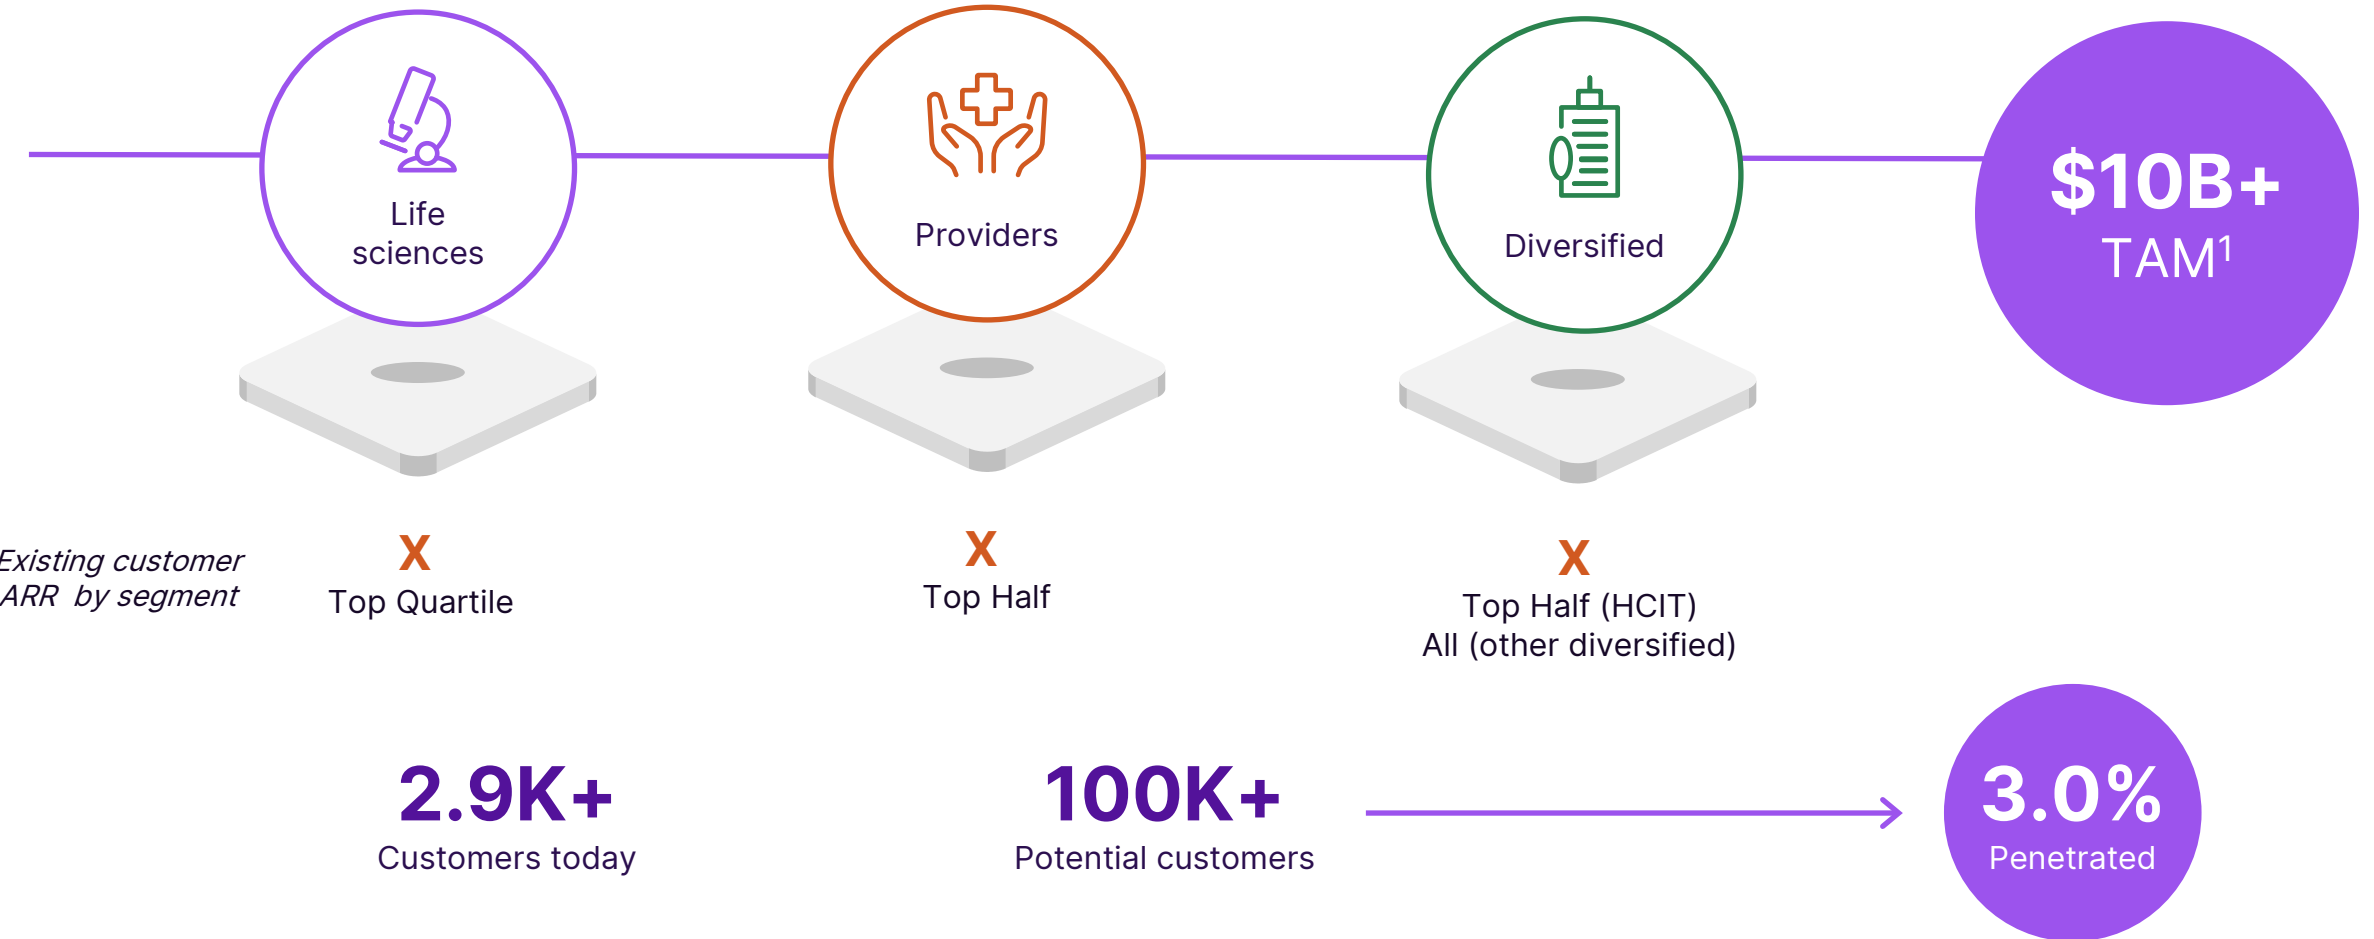 Life
sciences
Providers
Diversified
$10B+
TAM¹
Existing customer
ARR by segment
X
Top Quartile
X
Top Half
X
Top Half (HCIT)
All (other diversified)
2.9K+
Customers today
100K+
Potential customers
3.0%
Penetrated